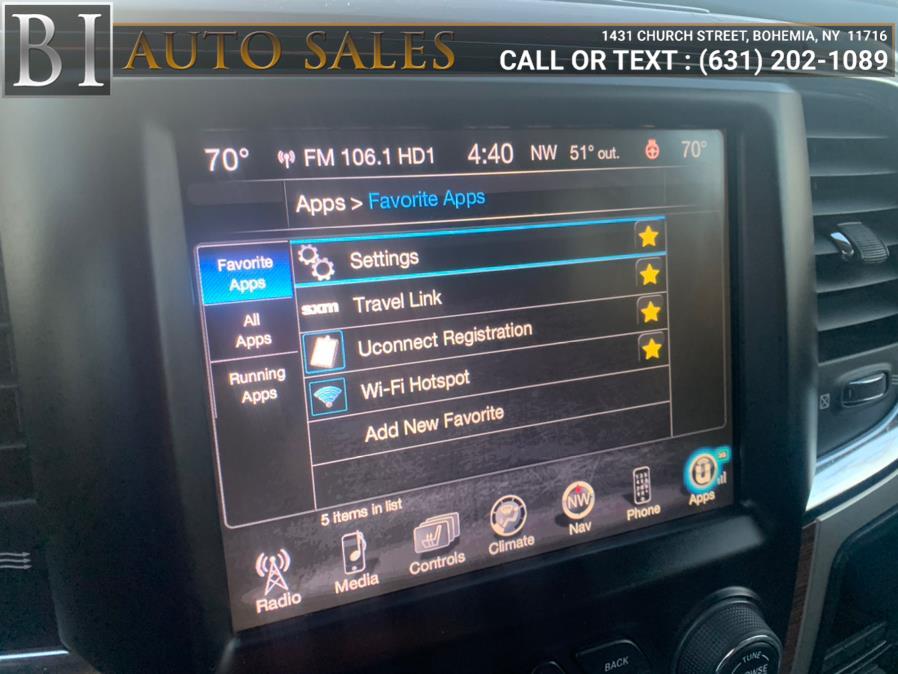 BI AUTO SALES
1431 CHURCH STREET, BOHEMIA, NY 11716
CALL OR TEXT : (631) 202-1089
70° FM 106.1 HD1 4:40 NW 51° out. 70°
Apps > Favorite Apps
Favorite
Apps
All
Apps
Running
Apps
Settings
sxm Travel Link
Uconnect Registration
Wi-Fi Hotspot
Add New Favorite
5 items in list
Radio
Media
Controls
Climate
NW
Nav
Phone
3G
Apps
BACK
TUNE